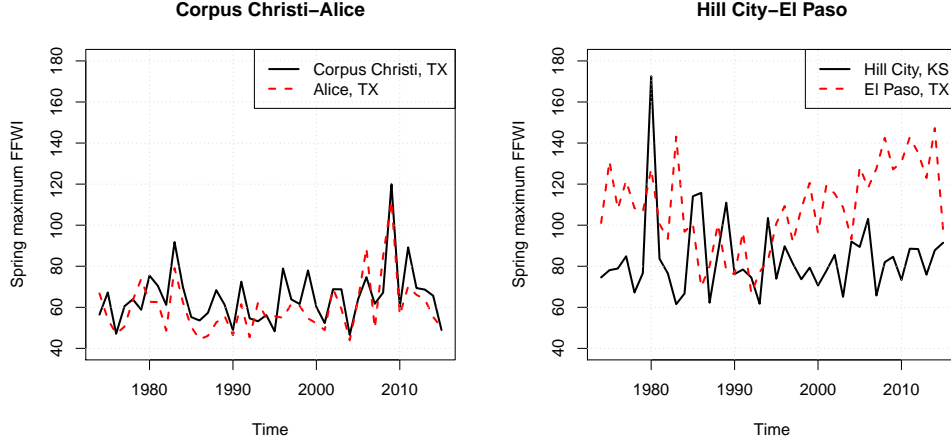 Corpus Christi–Alice
Spring maximum FFWI
180
160
140
120
100
80
60
40
Corpus Christi, TX
Alice, TX
1980 1990 2000 2010
Time
Hill City–El Paso
Spring maximum FFWI
180
160
140
120
100
80
60
40
Hill City, KS
El Paso, TX
1980 1990 2000 2010
Time